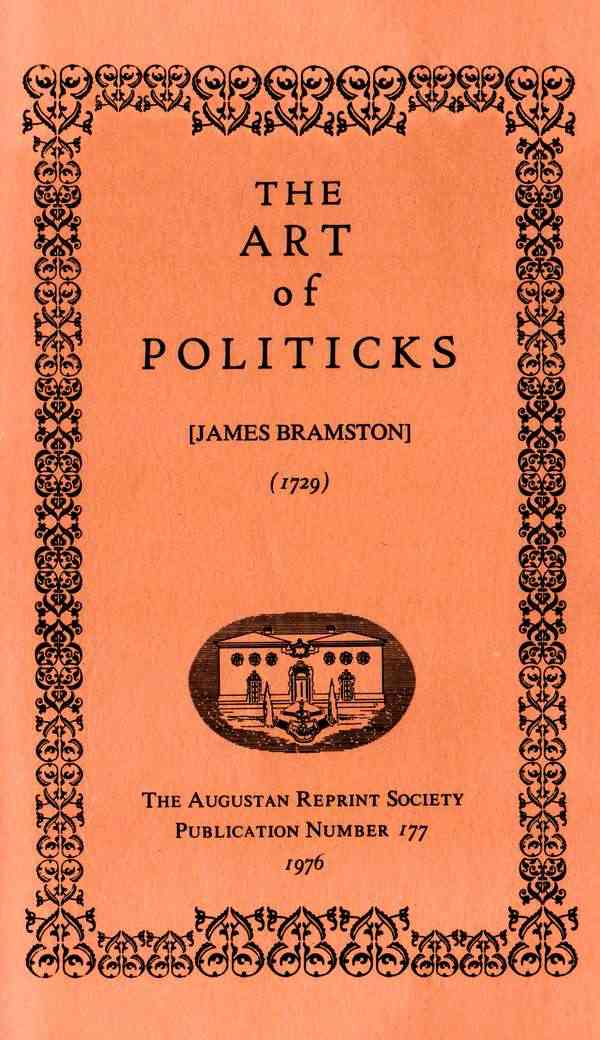 THE
ART
of
POLITICKS
[JAMES BRAMSTON]
(1729)
THE AUGUSTAN REPRINT SOCIETY
PUBLICATION NUMBER 177
1976